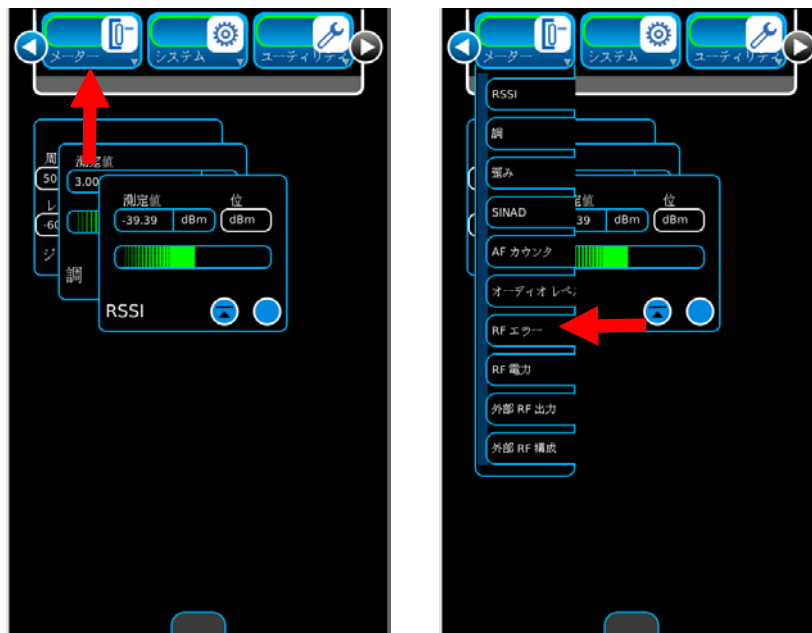 メーター
システム
ユーティリティ
周
測定値
50
3.00
レ
-60
ジ
調
測定値
位
-39.39
dBm
dBm
RSSI
メーター
システム
ユーティリティ
RSSI
調
歪み
SINAD
AF カウンタ
オーディオ レベ
RF エラー
RF 電力
外部 RF 出力
外部 RF 構成
定値
位
39
dBm
dBm